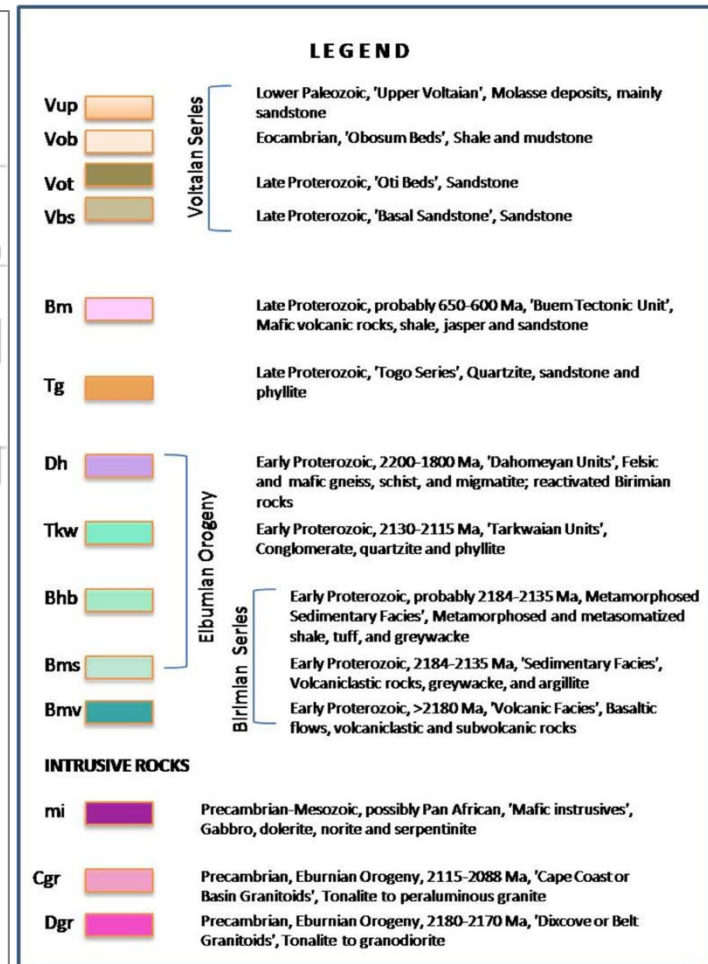 LEGEND
Vup
Lower Paleozoic, 'Upper Voltaian', Molasse deposits, mainly
sandstone
Vob
Eocambrian, 'Obosum Beds', Shale and mudstone
Vot
Late Proterozoic, 'Oti Beds', Sandstone
Vbs
Late Proterozoic, 'Basal Sandstone', Sandstone
Voltaian Series
Bm
Late Proterozoic, probably 650-600 Ma, 'Buem Tectonic Unit',
Mafic volcanic rocks, shale, jasper and sandstone
Tg
Late Proterozoic, 'Togo Series', Quartzite, sandstone and
phyllite
Dh
Early Proterozoic, 2200-1800 Ma, 'Dahomeyan Units', Felsic
and mafic gneiss, schist, and migmatite; reactivated Birimian
rocks
Tkw
Early Proterozoic, 2130-2115 Ma, 'Tarkwaian Units',
Conglomerate, quartzite and phyllite
Elbumian Orogeny
Bhb
Early Proterozoic, probably 2184-2135 Ma, Metamorphosed
Sedimentary Facies', Metamorphosed and metasomatized
shale, tuff, and greywacke
Bms
Early Proterozoic, 2184-2135 Ma, 'Sedimentary Facies',
Volcaniclastic rocks, greywacke, and argillite
Bmv
Early Proterozoic, >2180 Ma, 'Volcanic Facies', Basaltic
flows, volcaniclastic and subvolcanic rocks
Birimian Series
INTRUSIVE ROCKS
mi
Precambrian-Mesozoic, possibly Pan African, 'Mafic instrusives',
Gabbro, dolerite, norite and serpentinite
Cgr
Precambrian, Eburnian Orogeny, 2115-2088 Ma, 'Cape Coast or
Basin Granitoids', Tonalite to peraluminous granite
Dgr
Precambrian, Eburnian Orogeny, 2180-2170 Ma, 'Dixcove or Belt
Granitoids', Tonalite to granodiorite